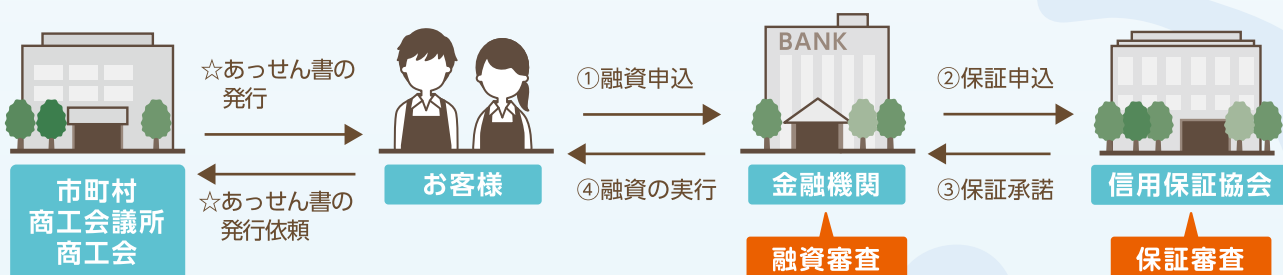 ☆あっせん書の
発行
☆あっせん書の
発行依頼
市町村
商工会議所
商工会
お客様
①融資申込
④融資の実行
BANK
金融機関
融資審査
②保証申込
③保証承諾
信用保証協会
保証審査